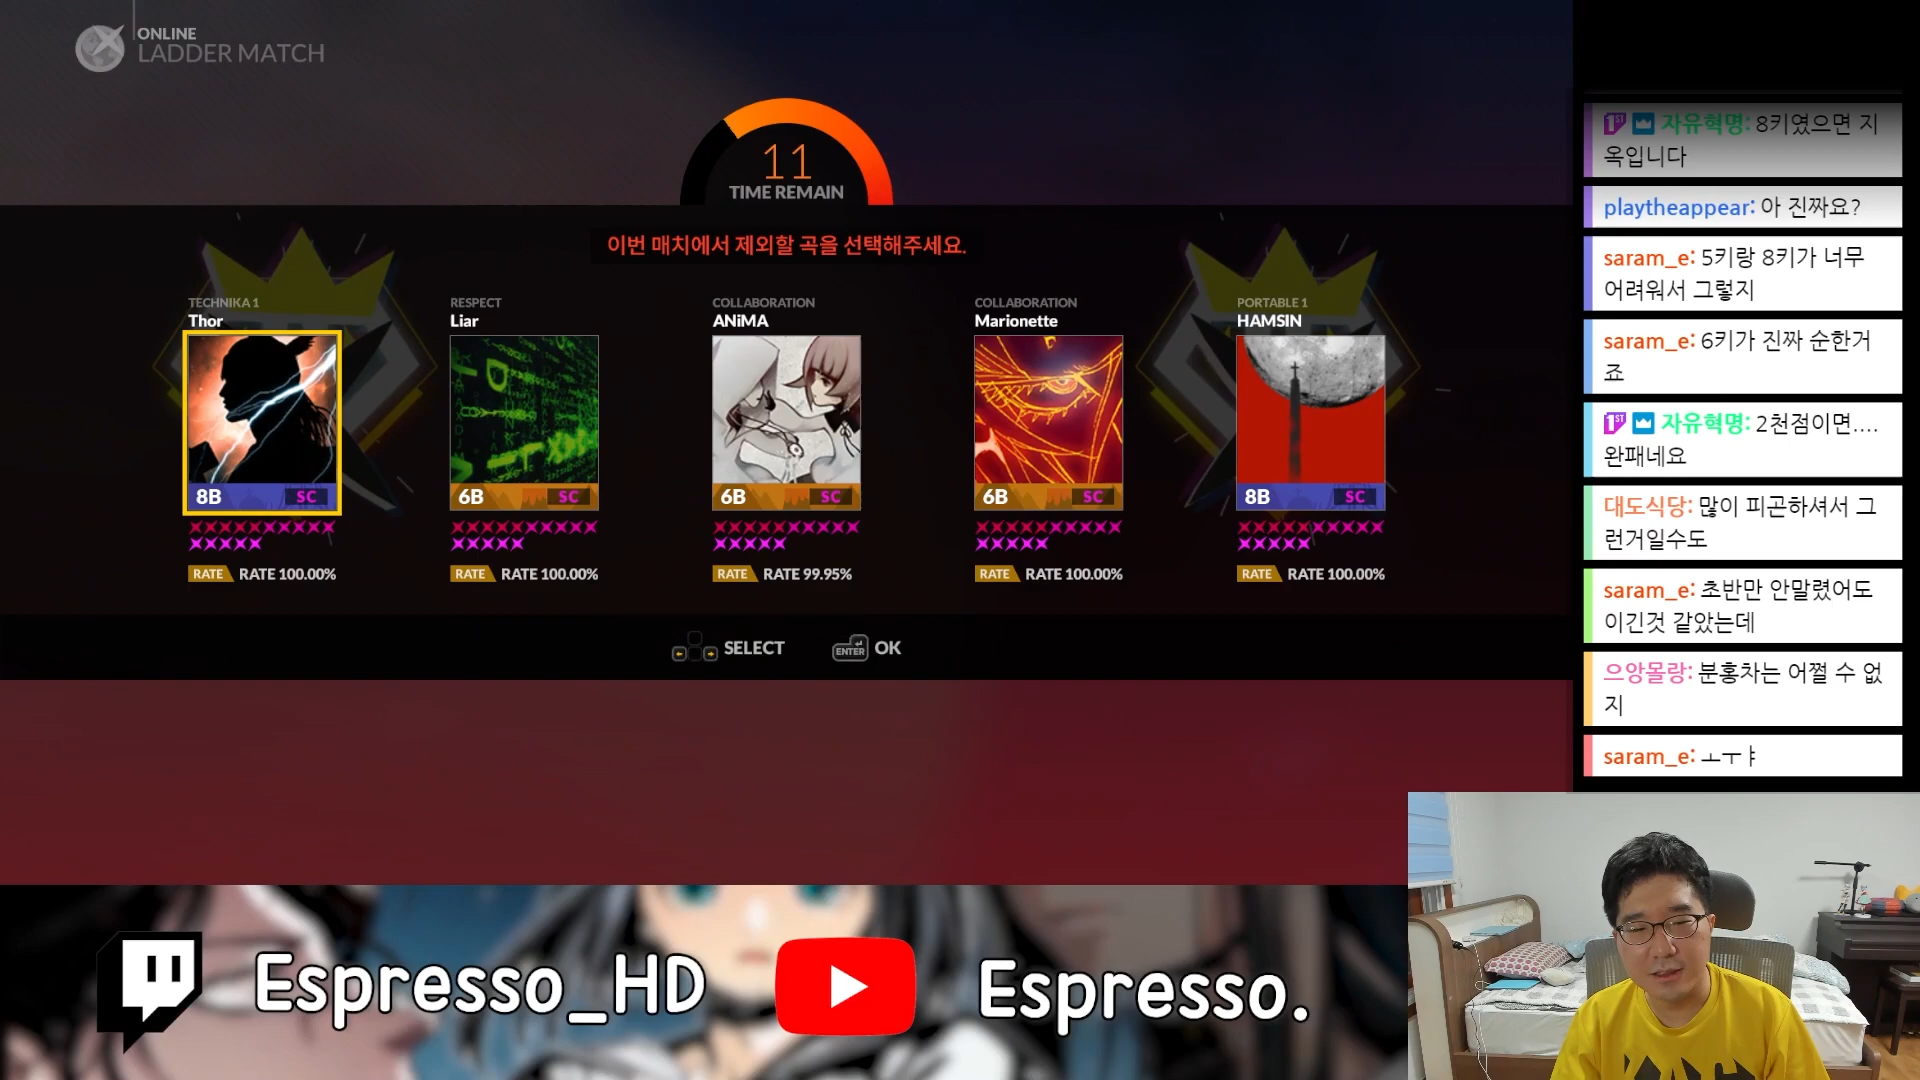 ONLINE
LADDER MATCH
11
TIME REMAIN
이번 매치에서 제외할 곡을 선택해주세요.
TECHNIKA 1
Thor
8B SC
RATE RATE 100.00%
RESPECT
Liar
6B SC
RATE RATE 100.00%
COLLABORATION
ANiMA
6B SC
RATE RATE 99.95%
COLLABORATION
Marionette
6B SC
RATE RATE 100.00%
PORTABLE 1
HAMSIN
8B SC
RATE RATE 100.00%
SELECT
ENTER OK
1ST 자유혁명: 8키였으면 지
옥입니다
playtheappear: 아 진짜요?
saram_e: 5키랑 8키가 너무
어려워서 그렇지
saram_e: 6키가 진짜 순한거
죠
1ST 자유혁명: 2천점이면....
완패네요
대도식당: 많이 피곤하셔서 그
런거일수도
saram_e: 초반만 안말렸어도
이긴것 같았는데
으앙몰랑: 분홍차는 어쩔 수 없
지
saram_e: ㅗㅜㅑ
Espresso_HD
Espresso.